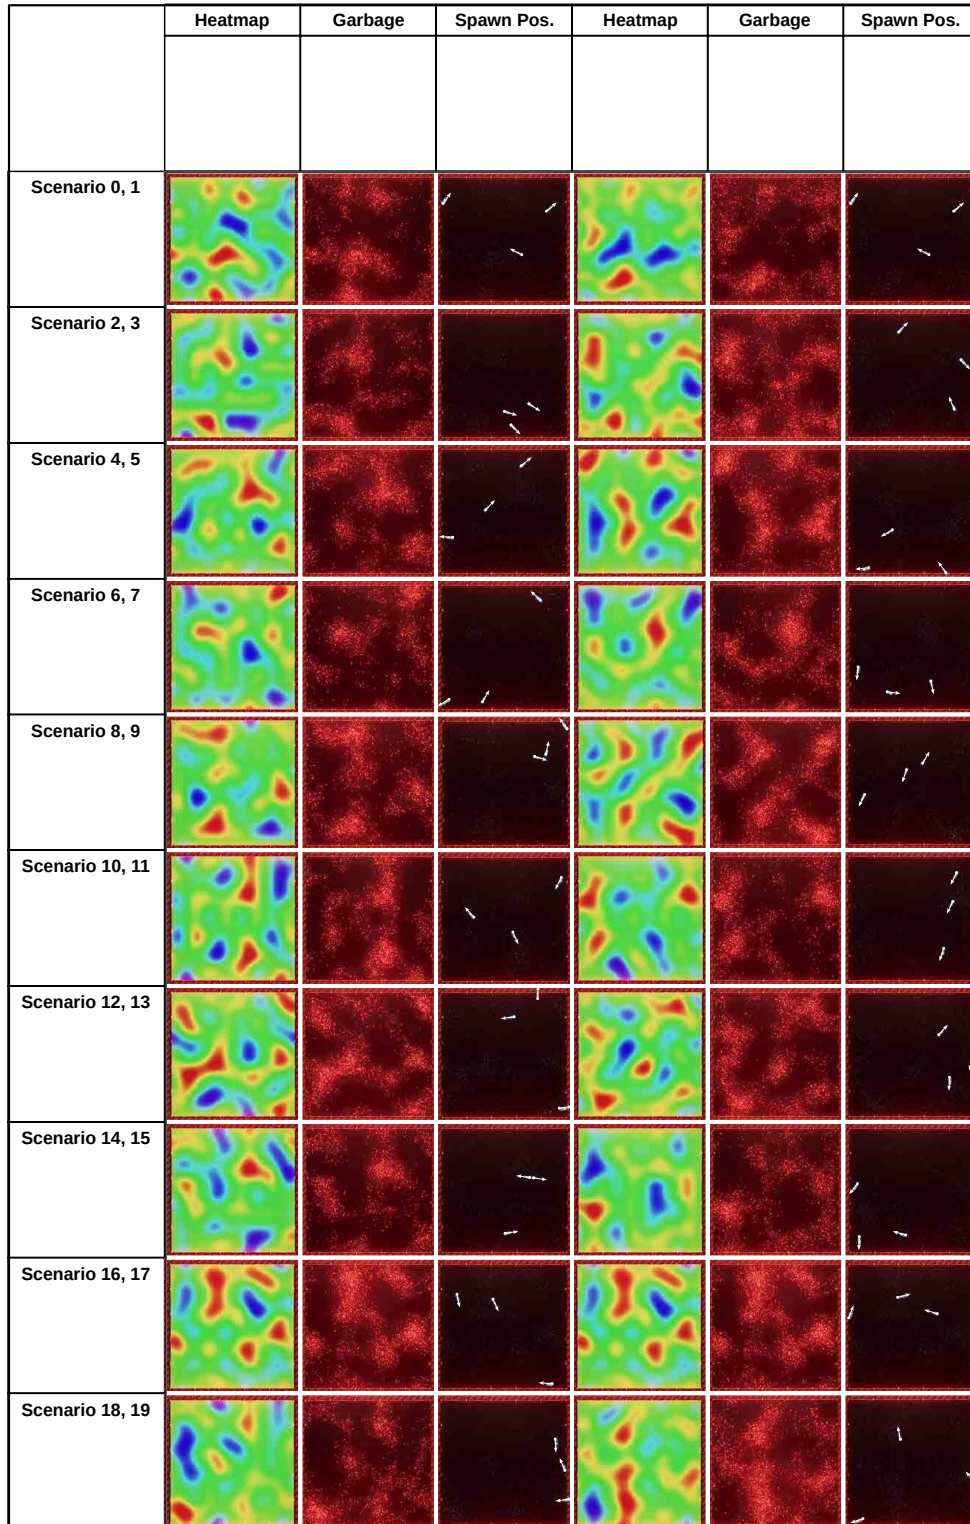 Heatmap Garbage Spawn Pos. Heatmap Garbage Spawn Pos.
Scenario 0, 1
Scenario 2, 3
Scenario 4, 5
Scenario 6, 7
Scenario 8, 9
Scenario 10, 11
Scenario 12, 13
Scenario 14, 15
Scenario 16, 17
Scenario 18, 19